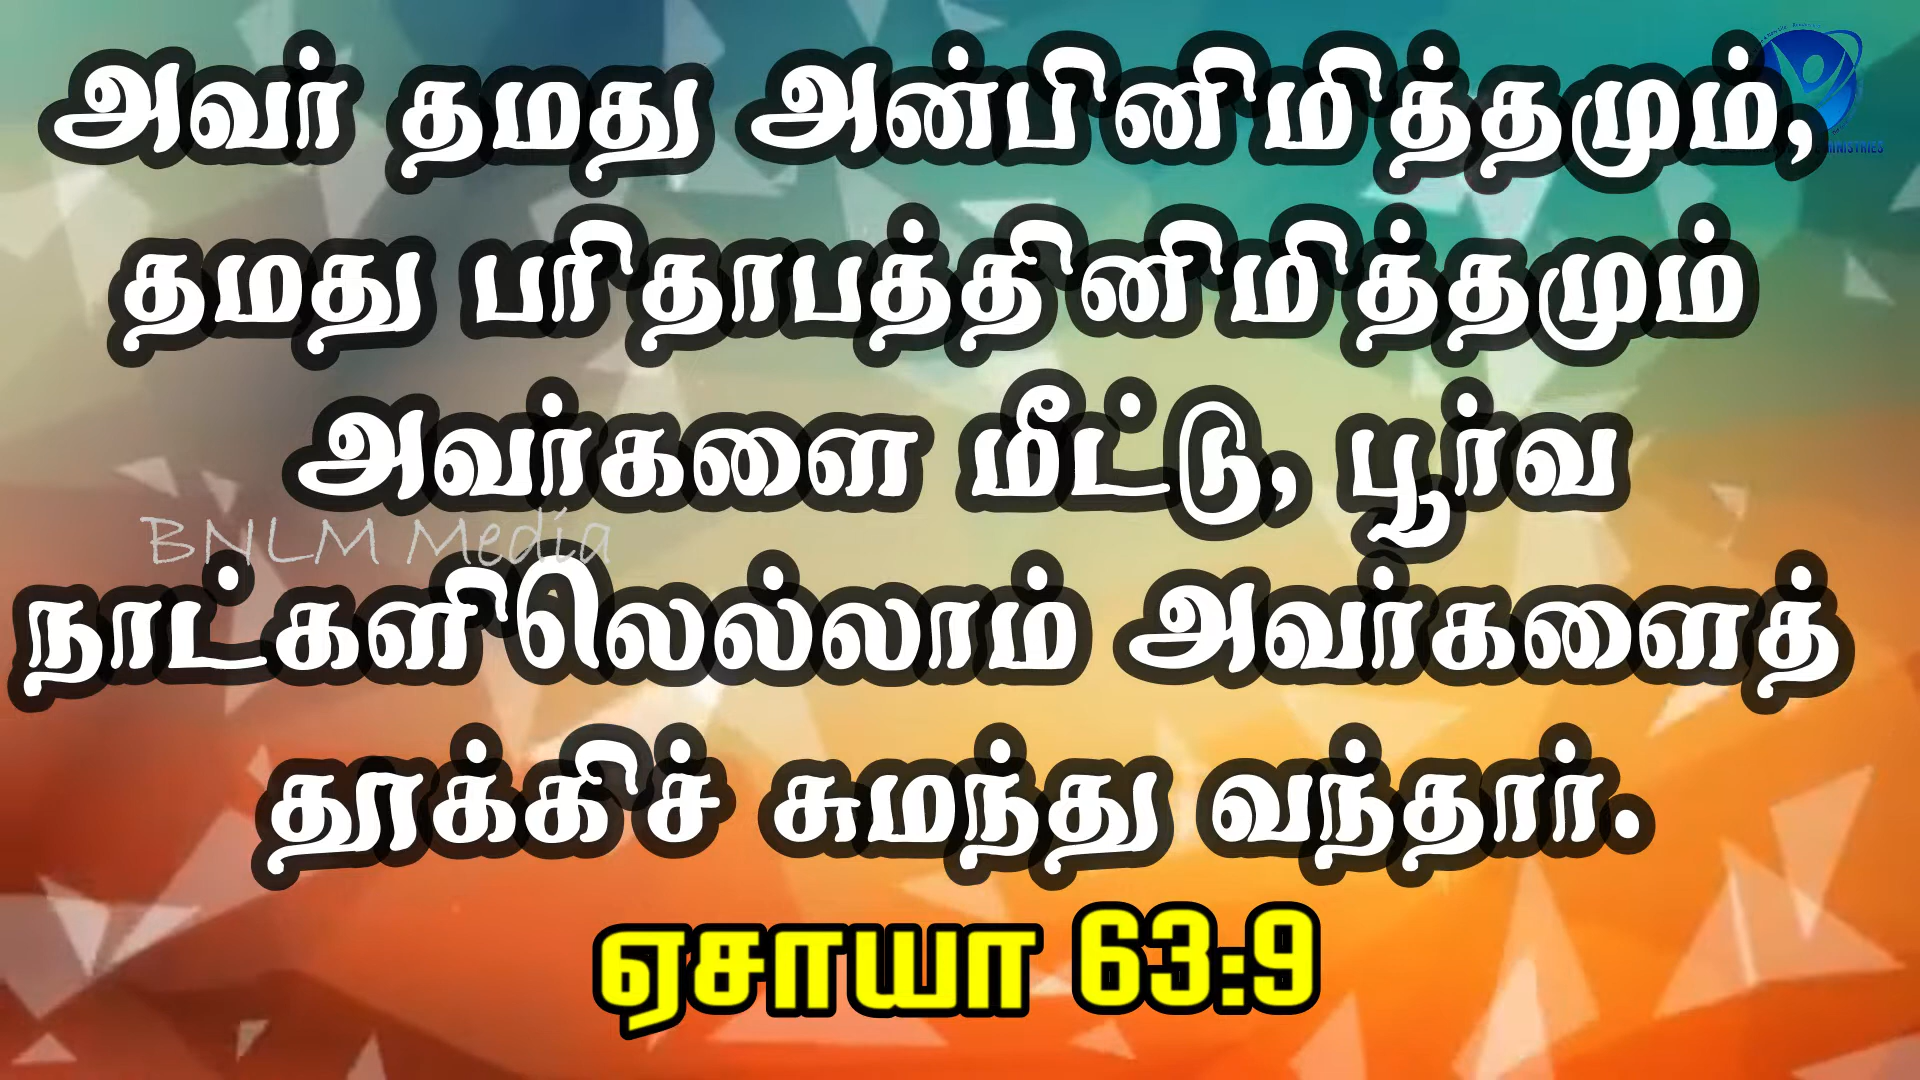 அவர் தமது அன்பினிமித்தமும்,
தமது பரிதாபத்தினிமித்தமும்
அவர்களை மீட்டு, பூர்வ
BNLM Media
நாட்களிலெல்லாம் அவர்களைத்
தூக்கிச் சுமந்து வந்தார்.
ஏசாயா 63:9